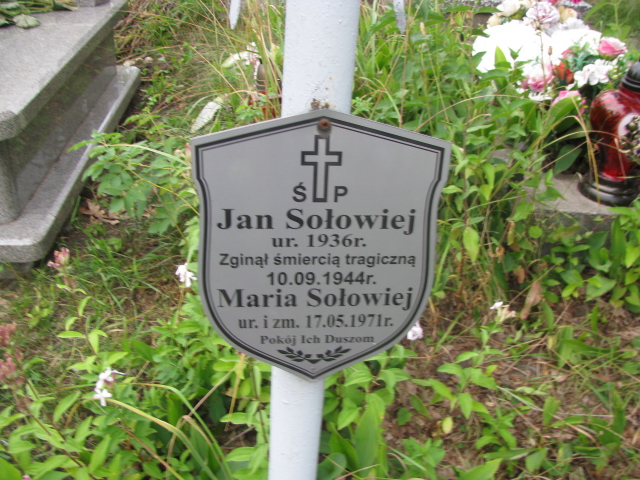 Ś P
Jan Sołowiej
ur. 1936r.
Zginął śmiercią tragiczną
10.09.1944r.
Maria Sołowiej
ur. i zm. 17.05.1971r.
Pokój Ich Duszom